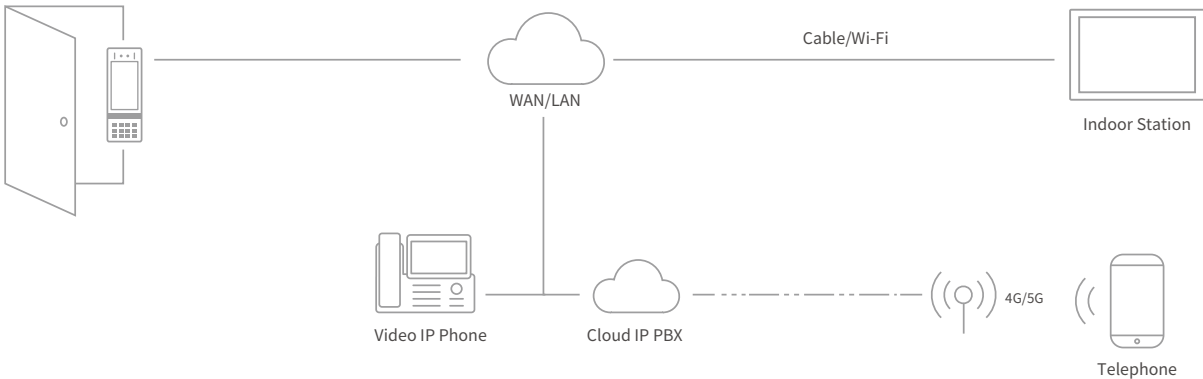 Cable/Wi-Fi
WAN/LAN
Indoor Station
4G/5G
Video IP Phone
Cloud IP PBX
Telephone